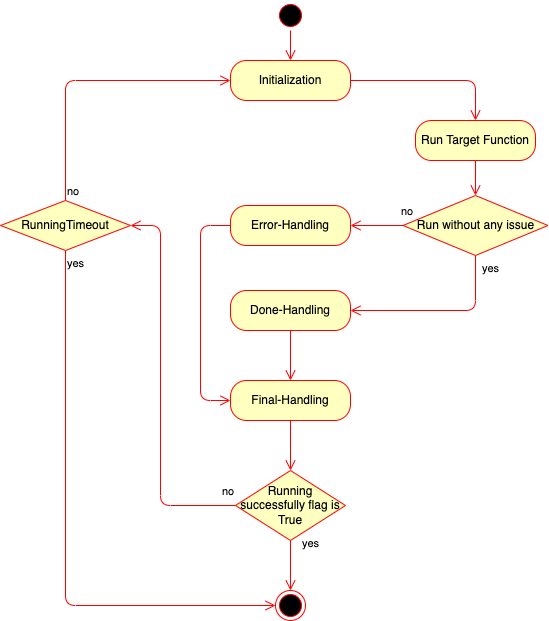 Initialization
Run Target Function
no
RunningTimeout
no
Error-Handling
Run without any issue
yes
yes
Done-Handling
Final-Handling
no
Running
successfully flag is
True
yes